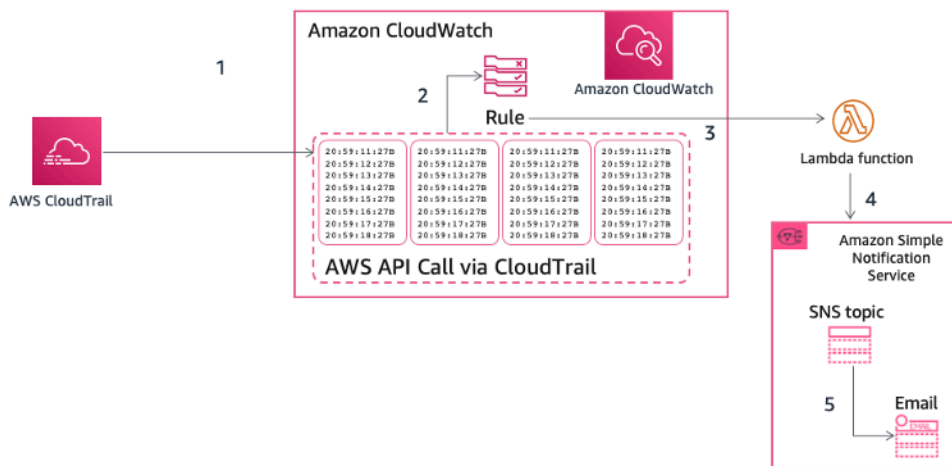 Amazon CloudWatch
1
2
Amazon CloudWatch
Rule
3
AWS CloudTrail
Lambda function
4
20:59:11:27B 20:59:11:27B 20:59:11:27B 20:59:11:27B
20:59:12:27B 20:59:12:27B 20:59:12:27B 20:59:12:27B
20:59:13:27B 20:59:13:27B 20:59:13:27B 20:59:13:27B
20:59:14:27B 20:59:14:27B 20:59:14:27B 20:59:14:27B
20:59:15:27B 20:59:15:27B 20:59:15:27B 20:59:15:27B
20:59:16:27B 20:59:16:27B 20:59:16:27B 20:59:16:27B
20:59:17:27B 20:59:17:27B 20:59:17:27B 20:59:17:27B
20:59:18:27B 20:59:18:27B 20:59:18:27B 20:59:18:27B
AWS API Call via CloudTrail
Amazon Simple
Notification
Service
SNS topic
5
Email
EMAIL